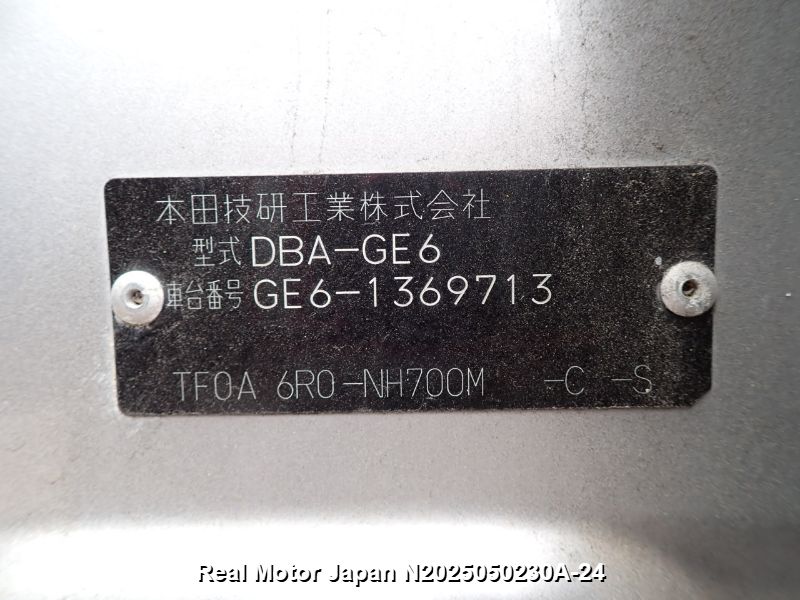 本田技研工業株式会社
型式 DBA-GE6
車台番号 GE6-1369713
TF0A 6R0-NH700M -C -S
Real Motor Japan N2025050230A-24